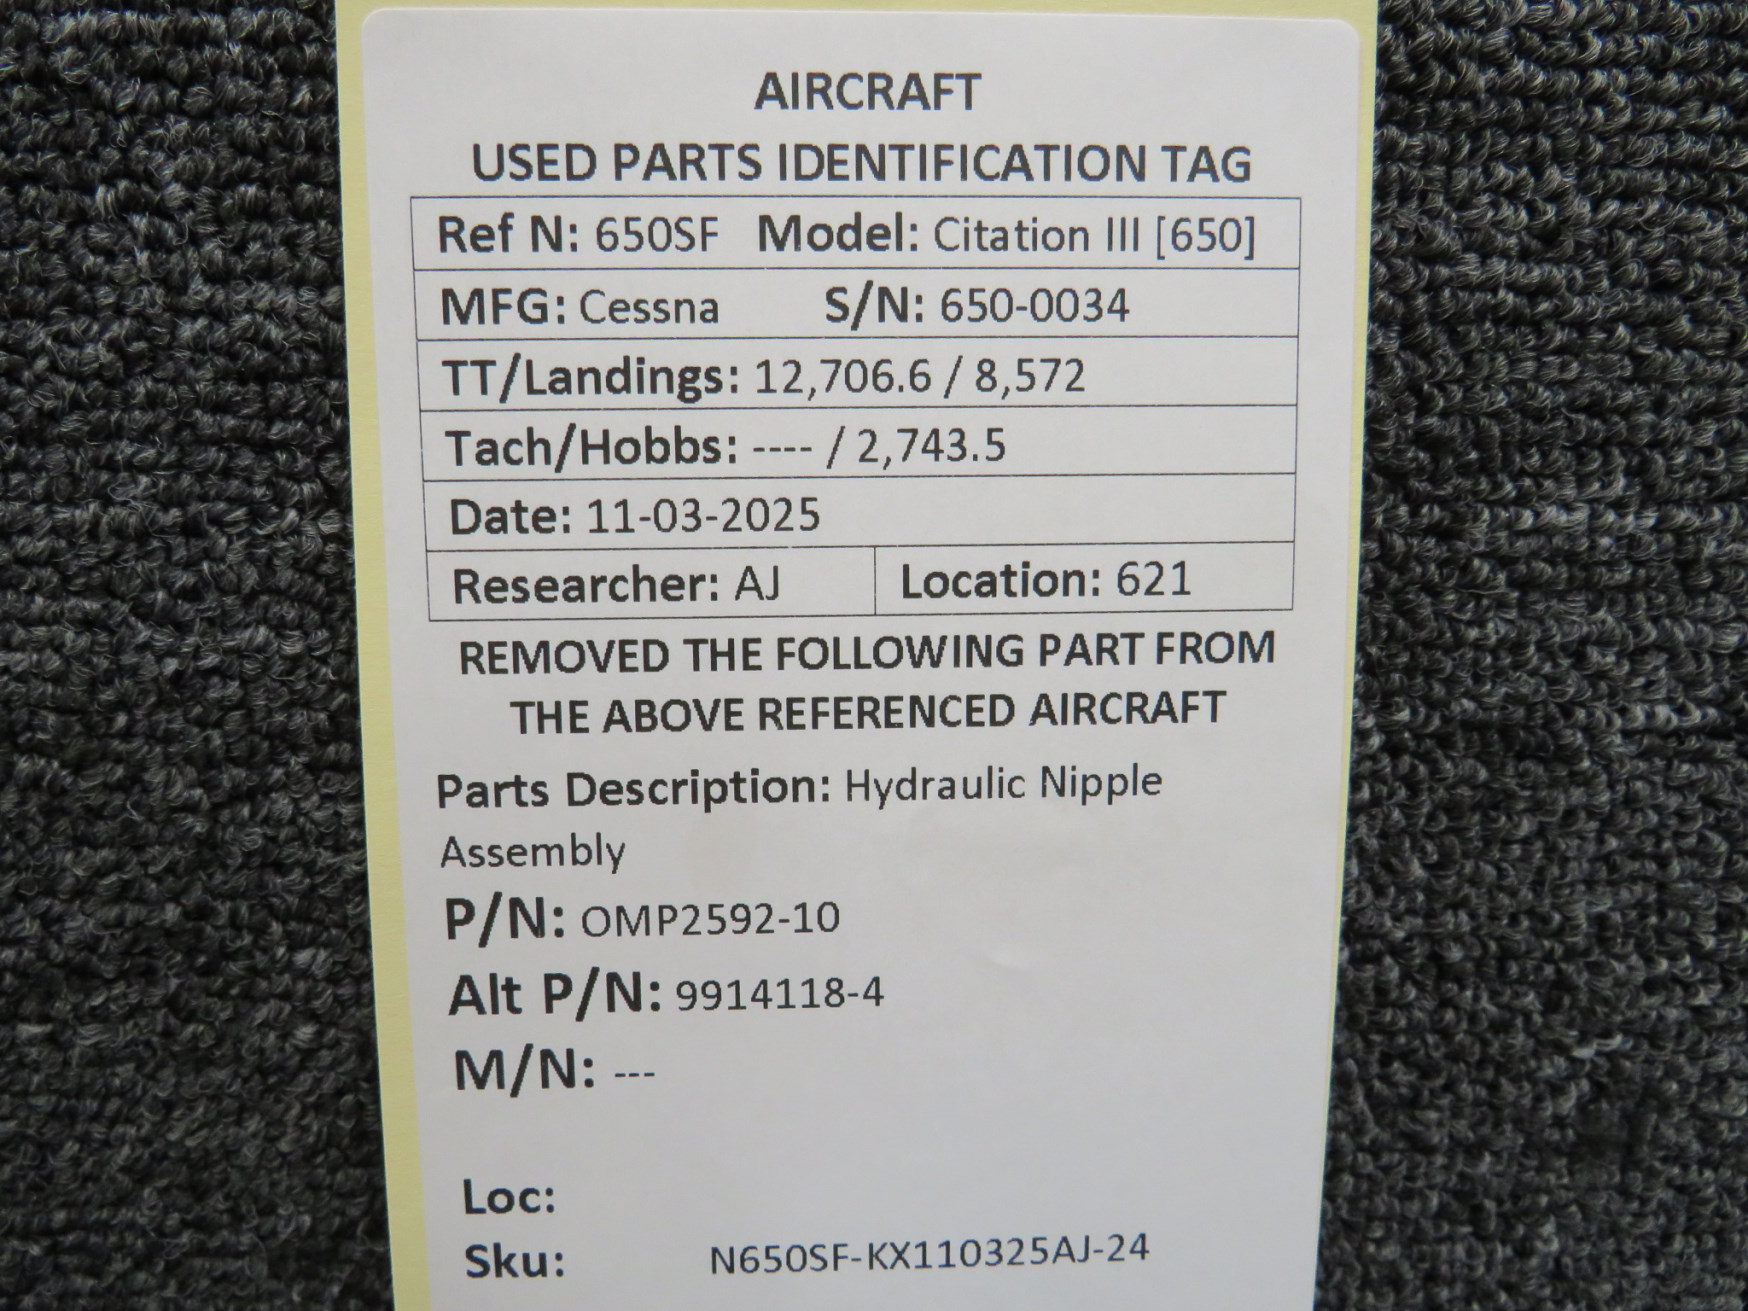 AIRCRAFT
USED PARTS IDENTIFICATION TAG
Ref N: 650SF Model: Citation III [650]
MFG: Cessna S/N: 650-0034
TT/Landings: 12,706.6 / 8,572
Tach/Hobbs: ---- / 2,743.5
Date: 11-03-2025
Researcher: AJ Location: 621
REMOVED THE FOLLOWING PART FROM
THE ABOVE REFERENCED AIRCRAFT
Parts Description: Hydraulic Nipple
Assembly
P/N: OMP2592-10
Alt P/N: 9914118-4
M/N: ---
Loc:
Sku: N650SF-KX110325AJ-24